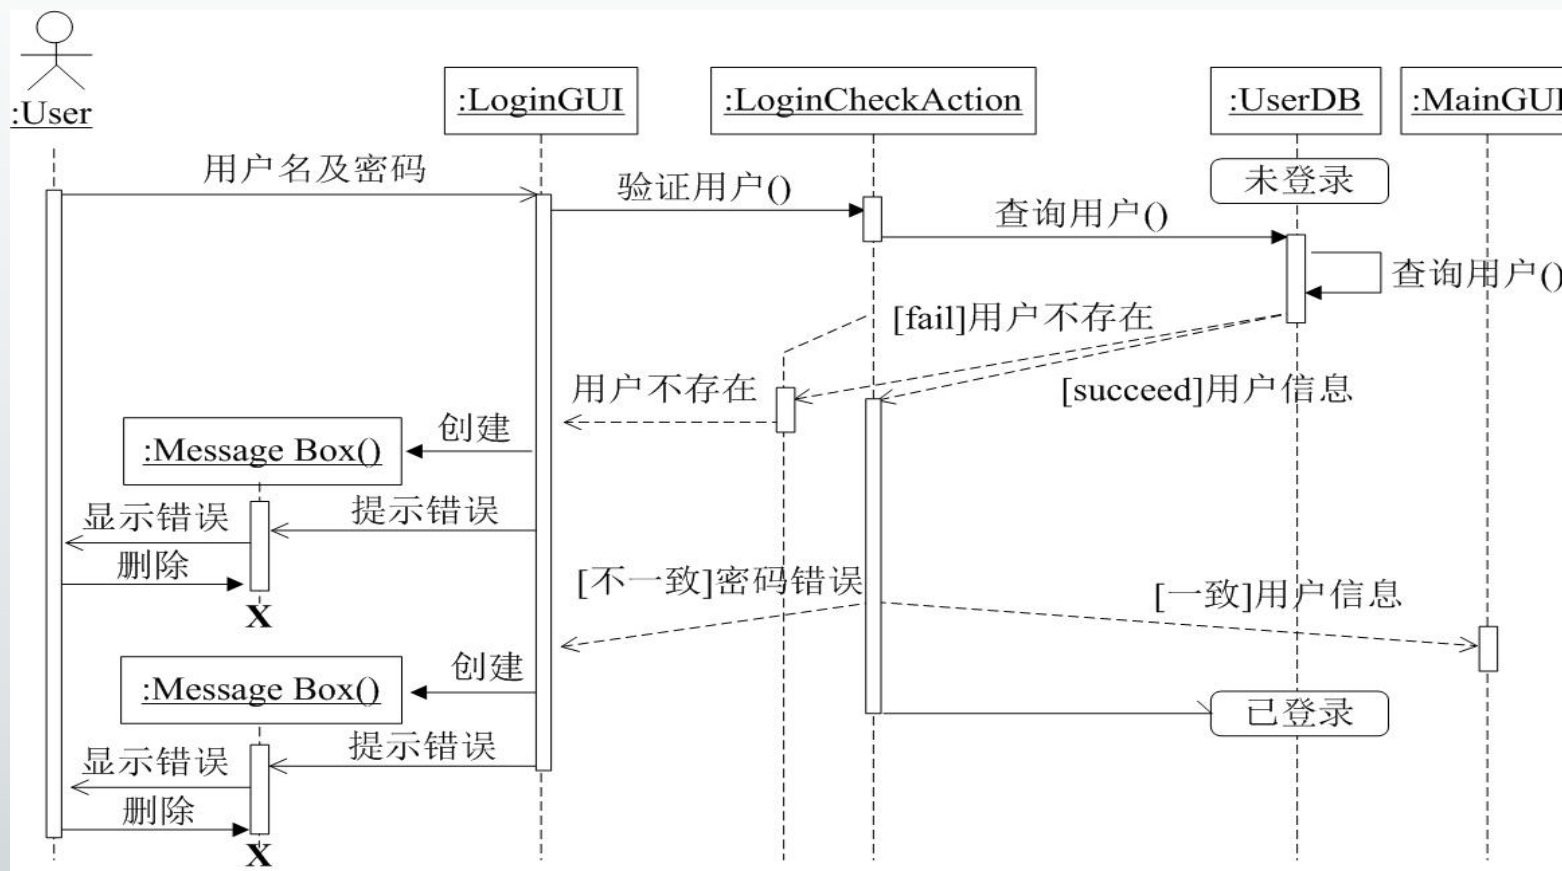 :User
:LoginGUI
:LoginCheckAction
:UserDB
:MainGUI
用户名及密码
验证用户()
未登录
查询用户()
查询用户()
[fail]用户不存在
用户不存在
[succeed]用户信息
创建
:Message Box()
提示错误
显示错误
删除
X
[不一致]密码错误
[一致]用户信息
创建
:Message Box()
已登录
提示错误
显示错误
删除
X